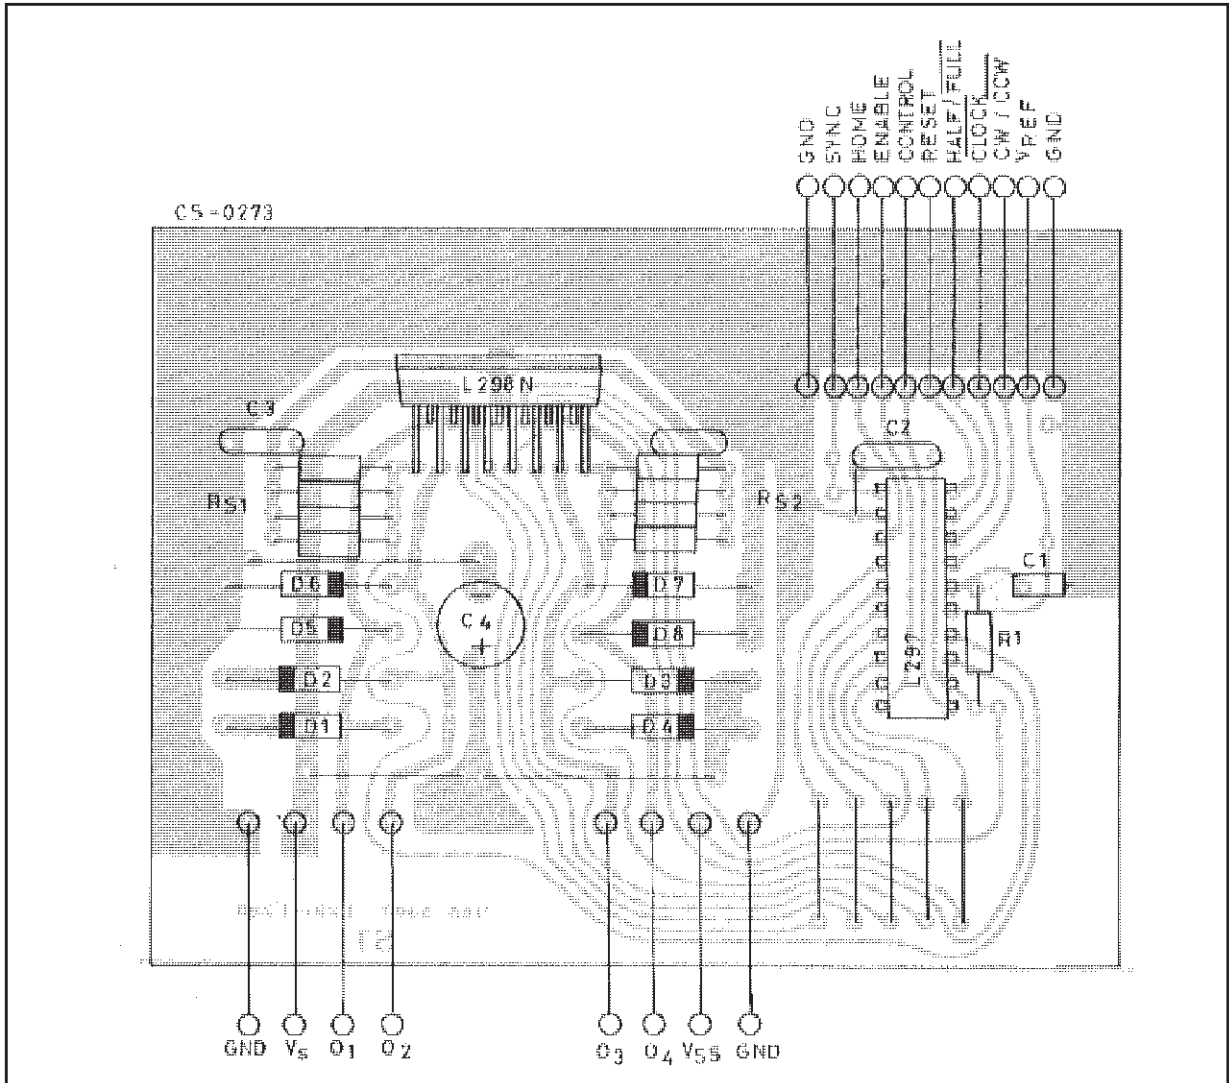 GND
SYNC
HOME
ENABLE
CONTROL
RESET
HALF/FULL
CLOCK
CW/CCW
VREF
GND
CS-0273
L298N
C3
C2
RS1
RS2
C1
D6
D7
D5
C4
D8
+
R1
L297
D2
D3
D1
D4
GND
Vs
O1
O2
O3
O4
VSS
GND